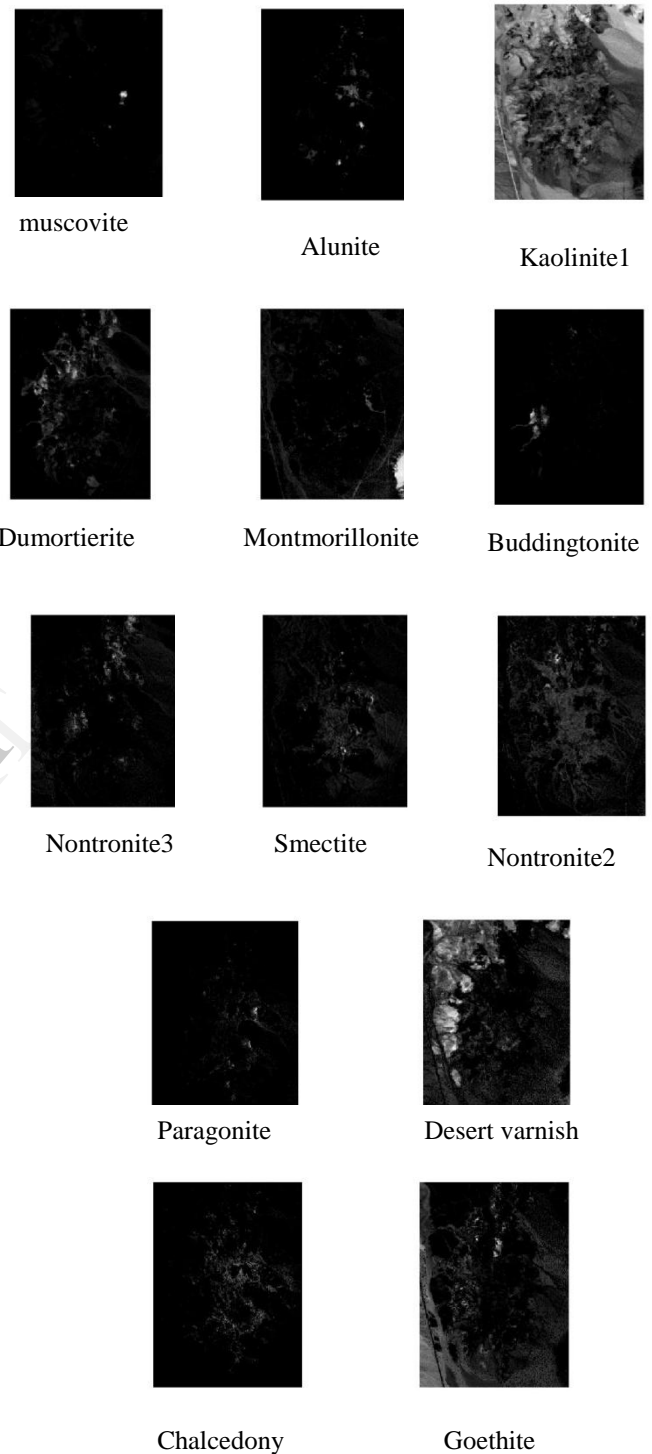 muscovite
Alunite
Kaolinite1
Dumortierite
Montmorillonite
Buddingtonite
Nontronite3
Smectite
Nontronite2
Paragonite
Desert varnish
Chalcedony
Goethite